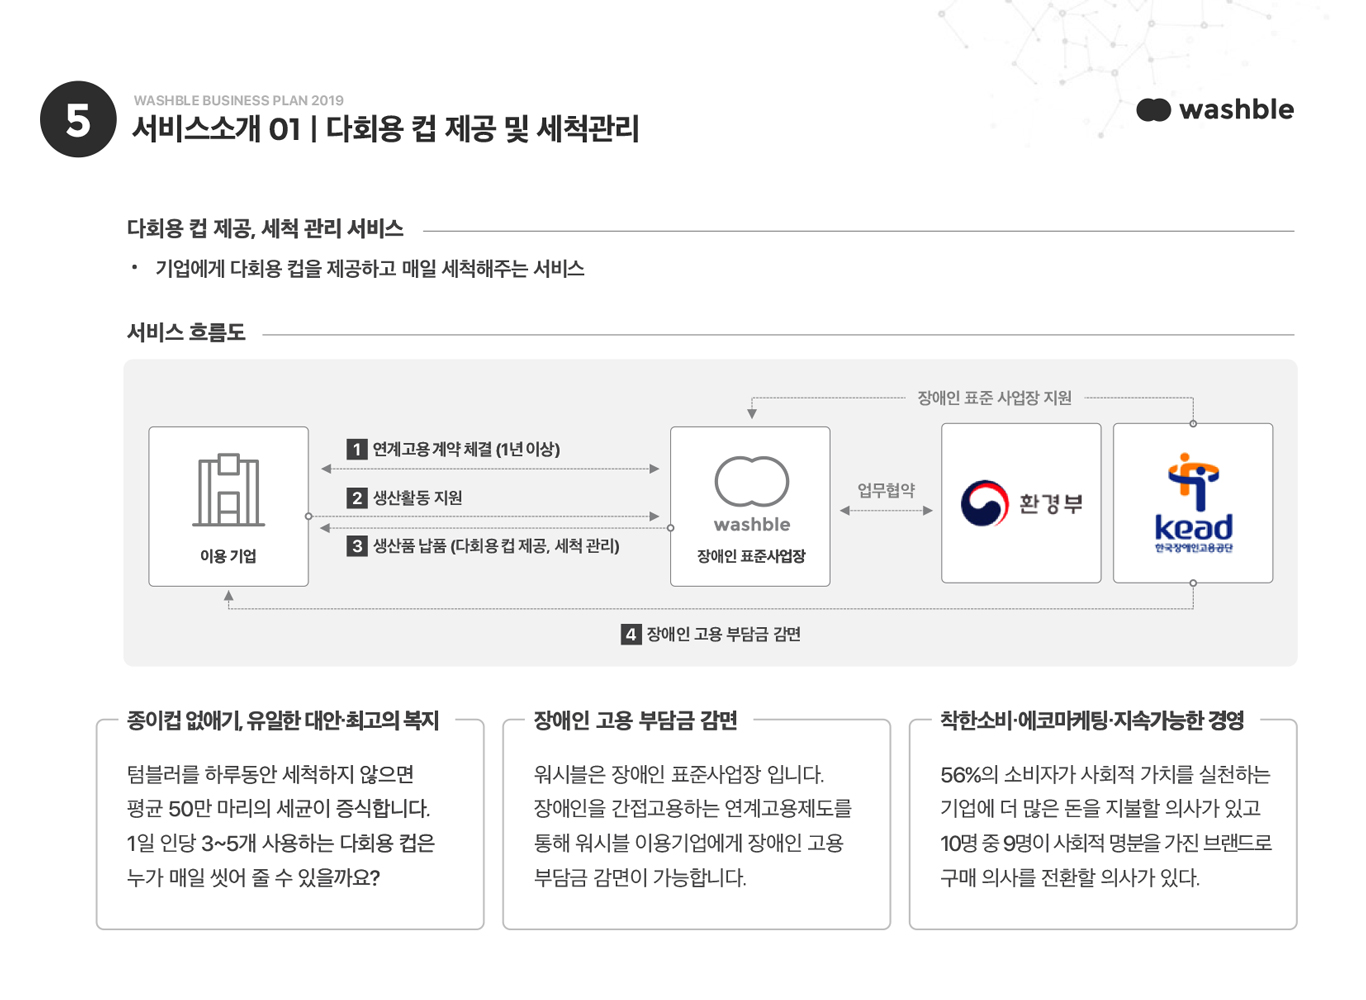 5
WASHBLE BUSINESS PLAN 2019
서비스소개 01 | 다회용 컵 제공 및 세척관리
washble
다회용 컵 제공, 세척 관리 서비스
• 기업에게 다회용 컵을 제공하고 매일 세척해주는 서비스
서비스 흐름도
장애인 표준 사업장 지원
1 연계고용 계약 체결 (1년 이상)
2 생산활동 지원
3 생산품 납품 (다회용 컵 제공, 세척 관리)
이용 기업
washble
장애인 표준사업장
업무협약
환경부
kead
한국장애인고용공단
4 장애인 고용 부담금 감면
종이컵 없애기, 유일한 대안·최고의 복지
텀블러를 하루동안 세척하지 않으면
평균 50만 마리의 세균이 증식합니다.
1일 인당 3~5개 사용하는 다회용 컵은
누가 매일 씻어 줄 수 있을까요?
장애인 고용 부담금 감면
워시블은 장애인 표준사업장 입니다.
장애인을 간접고용하는 연계고용제도를
통해 워시블 이용기업에게 장애인 고용
부담금 감면이 가능합니다.
착한소비·에코마케팅·지속가능한 경영
56%의 소비자가 사회적 가치를 실천하는
기업에 더 많은 돈을 지불할 의사가 있고
10명 중 9명이 사회적 명분을 가진 브랜드로
구매 의사를 전환할 의사가 있다.